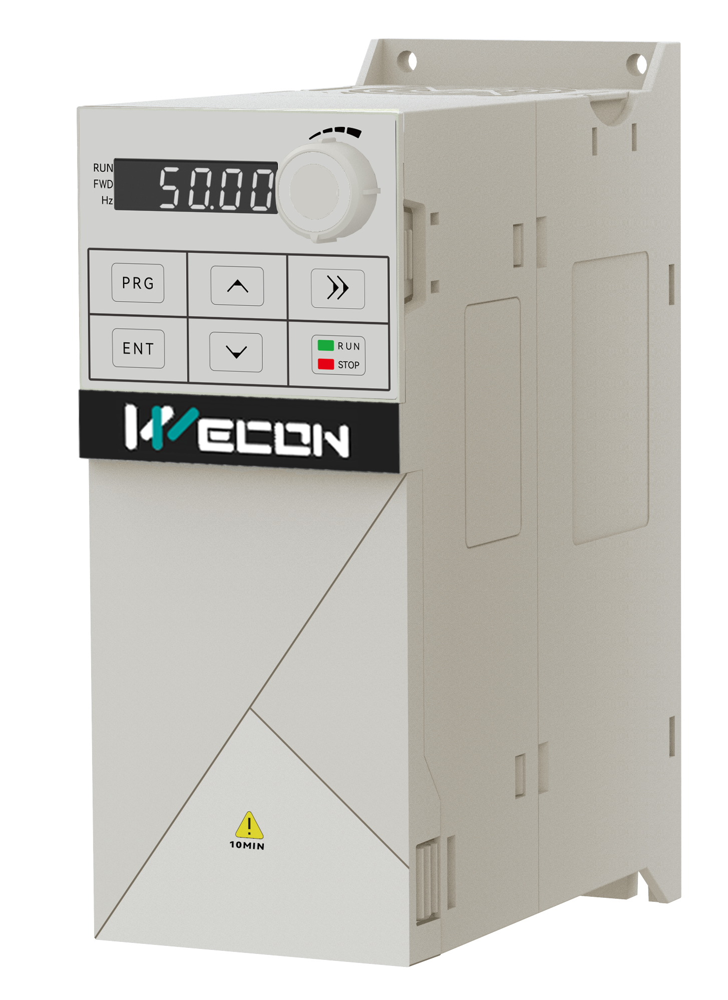 RUN
FWD
Hz
50.00
PRG
ENT
RUN
STOP
WECON
10MIN